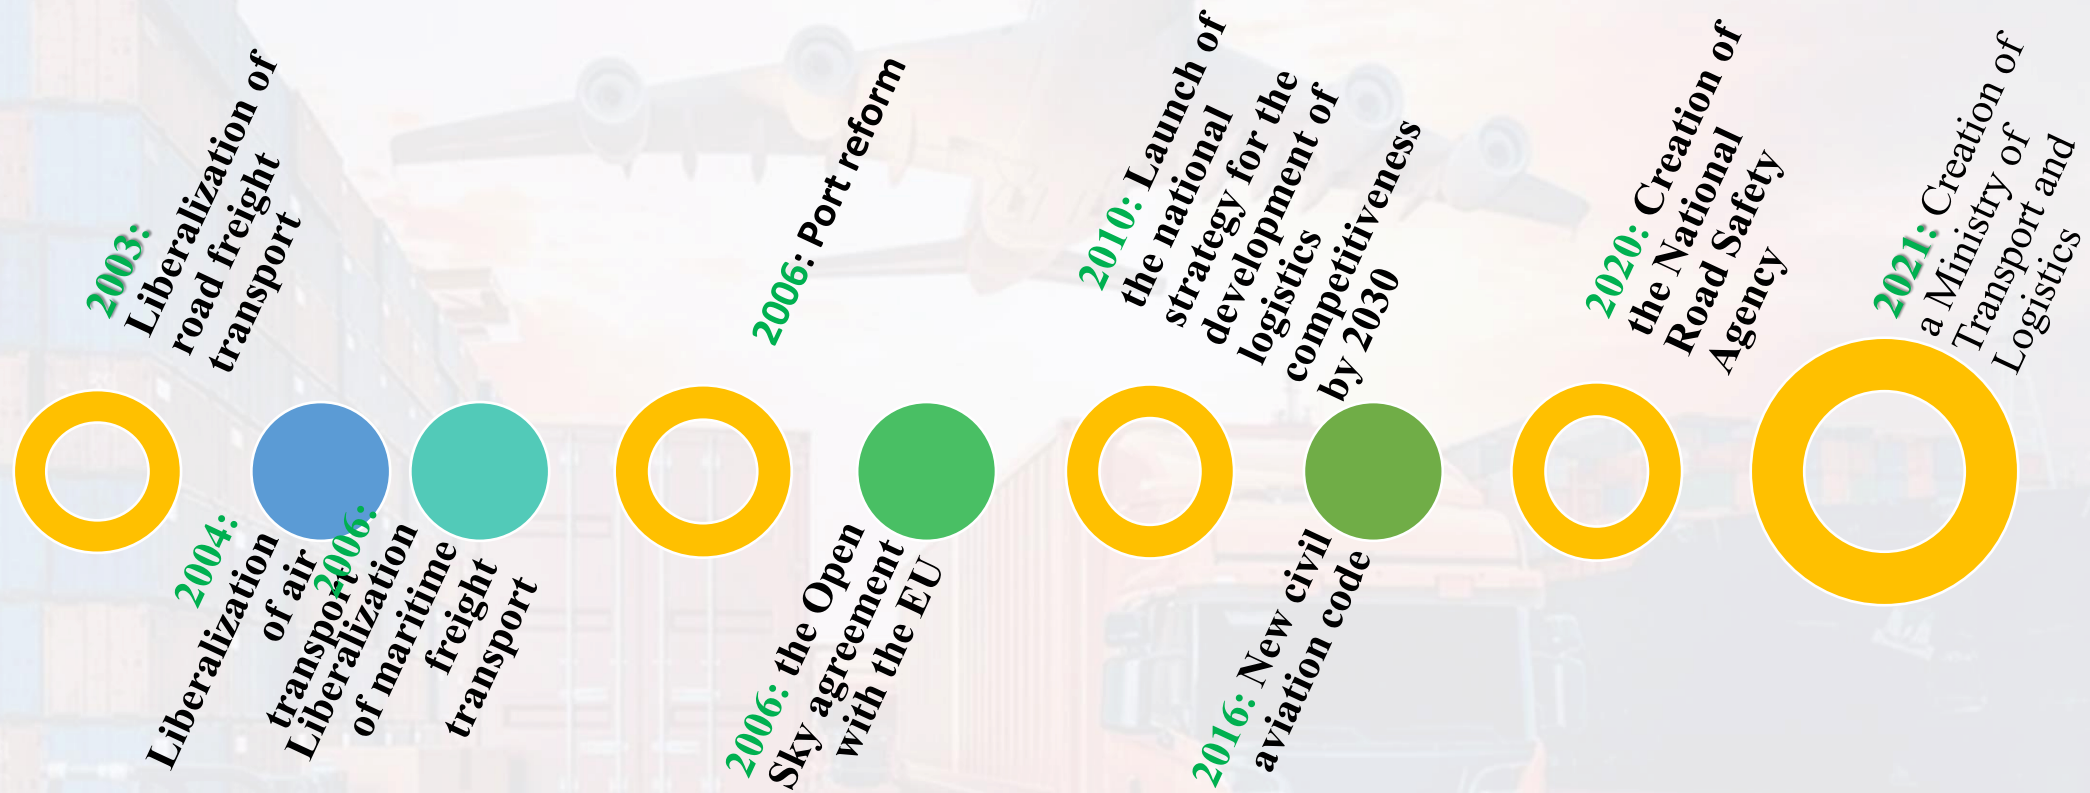 2003:
Liberalization of
road freight
transport
2004:
Liberalization
of air
transport
2006:
Liberalization
of maritime
freight
transport
2006: Port reform
2006: the Open
Sky agreement
with the EU
2010: Launch of
the national
strategy for the
development of
logistics
competitiveness
by 2030
2016: New civil
aviation code
2020: Creation of
the National
Road Safety
Agency
2021: Creation of
a Ministry of
Transport and
Logistics